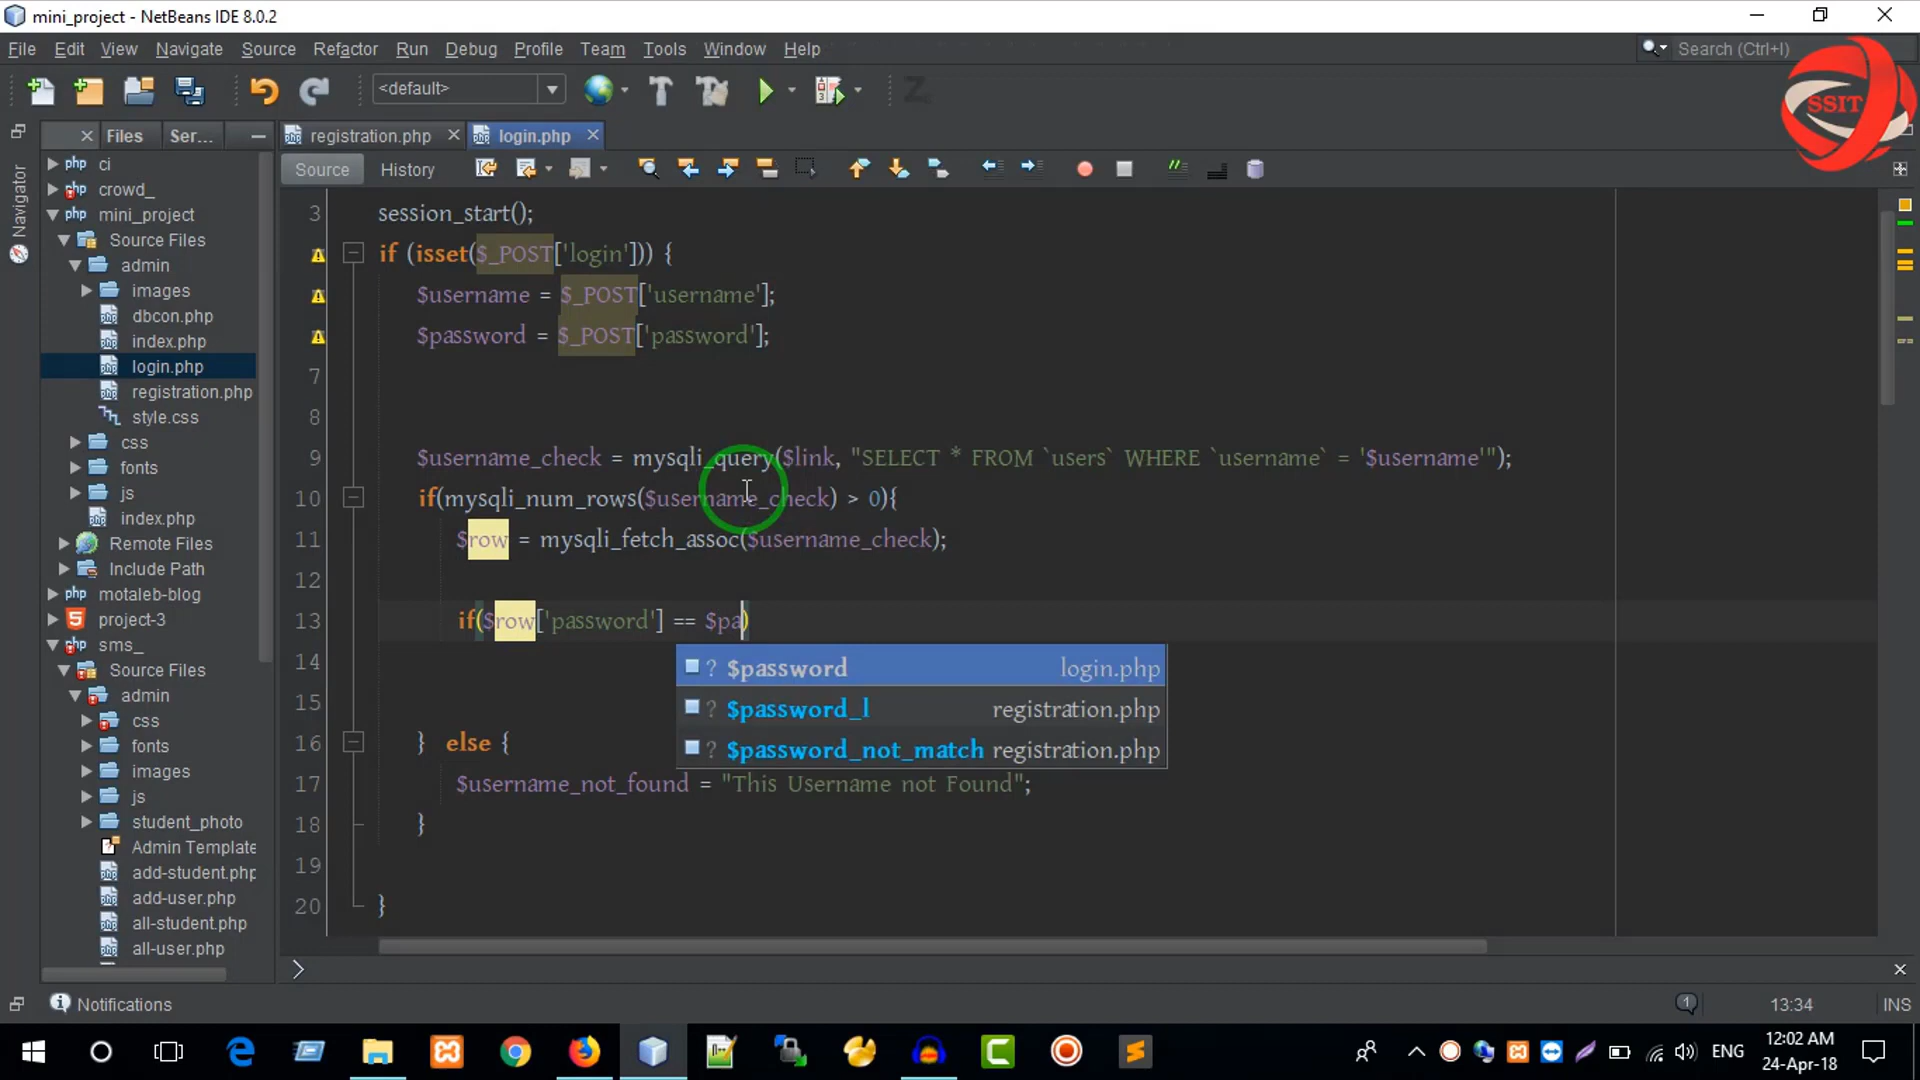 mini_project - NetBeans IDE 8.0.2
File Edit View Navigate Source Refactor Run Debug Profile Team Tools Window Help
Search (Ctrl+I)
<default>
SSIT
Files Ser...
registration.php login.php
Source History
Navigator
php ci
crowd_
php mini_project
Source Files
admin
images
dbcon.php
index.php
login.php
registration.php
style.css
css
fonts
js
index.php
Remote Files
Include Path
php motaleb-blog
project-3
php sms_
Source Files
admin
css
fonts
images
js
student_photo
Admin Template
add-student.php
add-user.php
all-student.php
all-user.php
3 session_start();
if (isset($_POST['login'])) {
$username = $_POST['username'];
$password = $_POST['password'];
7
8
9 $username_check = mysqli_query($link, "SELECT * FROM `users` WHERE `username` = '$username'");
10 if(mysqli_num_rows($username_check) > 0){
11 $row = mysqli_fetch_assoc($username_check);
12
13 if($row['password'] == $pa)
14
15
16 } else {
17 $username_not_found = "This Username not Found";
18 }
19
20 }
? $password login.php
? $password_l registration.php
? $password_not_match registration.php
Notifications
1
13:34
INS
ENG
12:02 AM
24-Apr-18